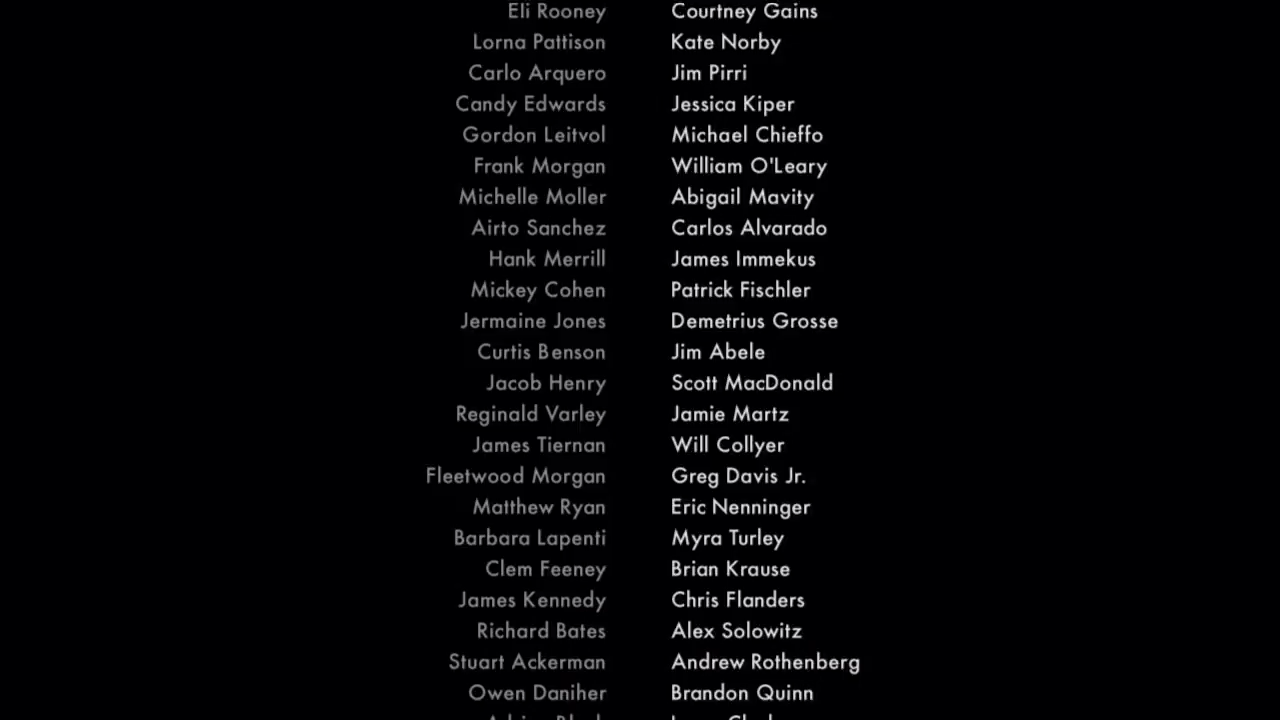 Eli Rooney Courtney Gains
Lorna Pattison Kate Norby
Carlo Arquero Jim Pirri
Candy Edwards Jessica Kiper
Gordon Leitvol Michael Chieffo
Frank Morgan William O'Leary
Michelle Moller Abigail Mavity
Airto Sanchez Carlos Alvarado
Hank Merrill James Immekus
Mickey Cohen Patrick Fischler
Jermaine Jones Demetrius Grosse
Curtis Benson Jim Abele
Jacob Henry Scott MacDonald
Reginald Varley Jamie Martz
James Tiernan Will Collyer
Fleetwood Morgan Greg Davis Jr.
Matthew Ryan Eric Nenninger
Barbara Lapenti Myra Turley
Clem Feeney Brian Krause
James Kennedy Chris Flanders
Richard Bates Alex Solowitz
Stuart Ackerman Andrew Rothenberg
Owen Daniher Brandon Quinn